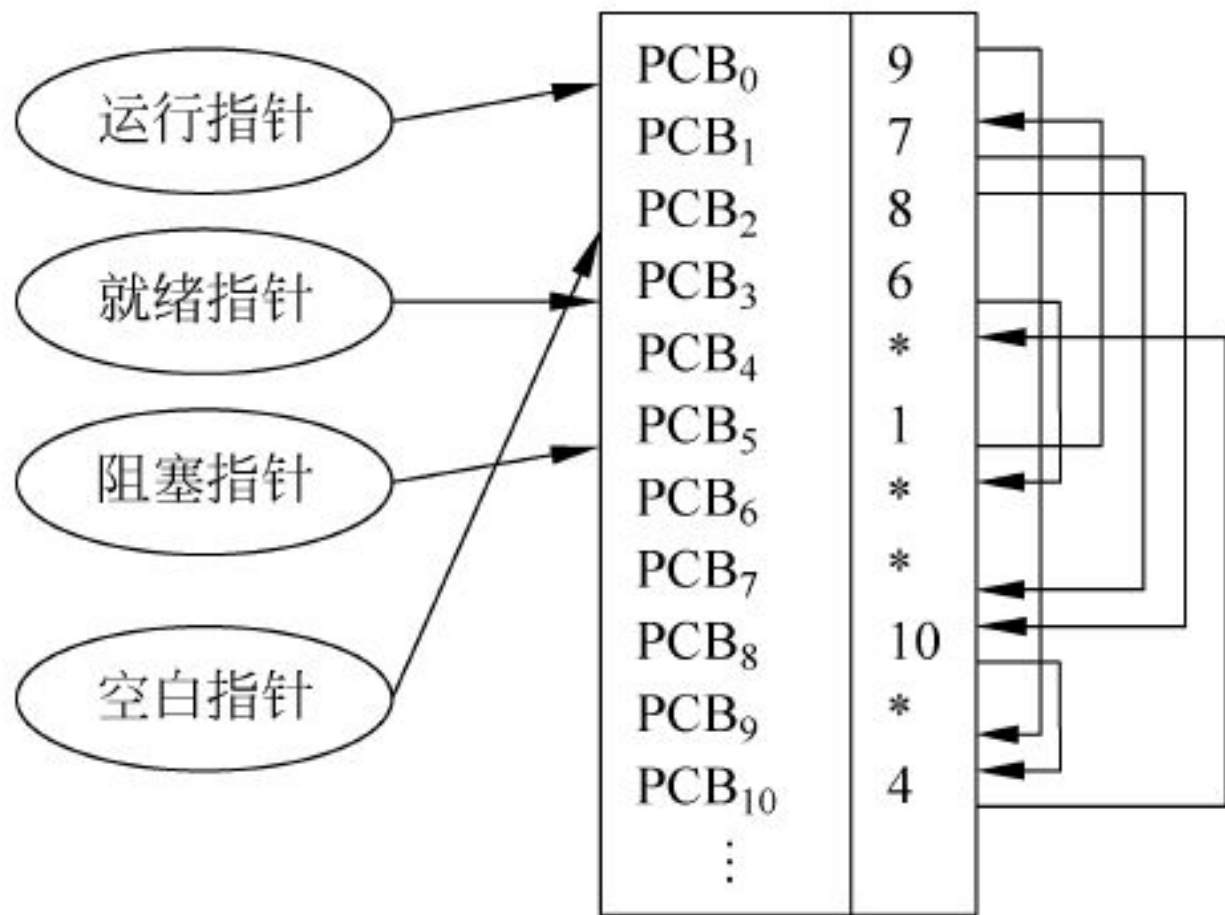 运行指针
就绪指针
阻塞指针
空白指针
PCB₀ 9
PCB₁ 7
PCB₂ 8
PCB₃ 6
PCB₄ *
PCB₅ 1
PCB₆ *
PCB₇ *
PCB₈ 10
PCB₉ *
PCB₁₀ 4
⋮